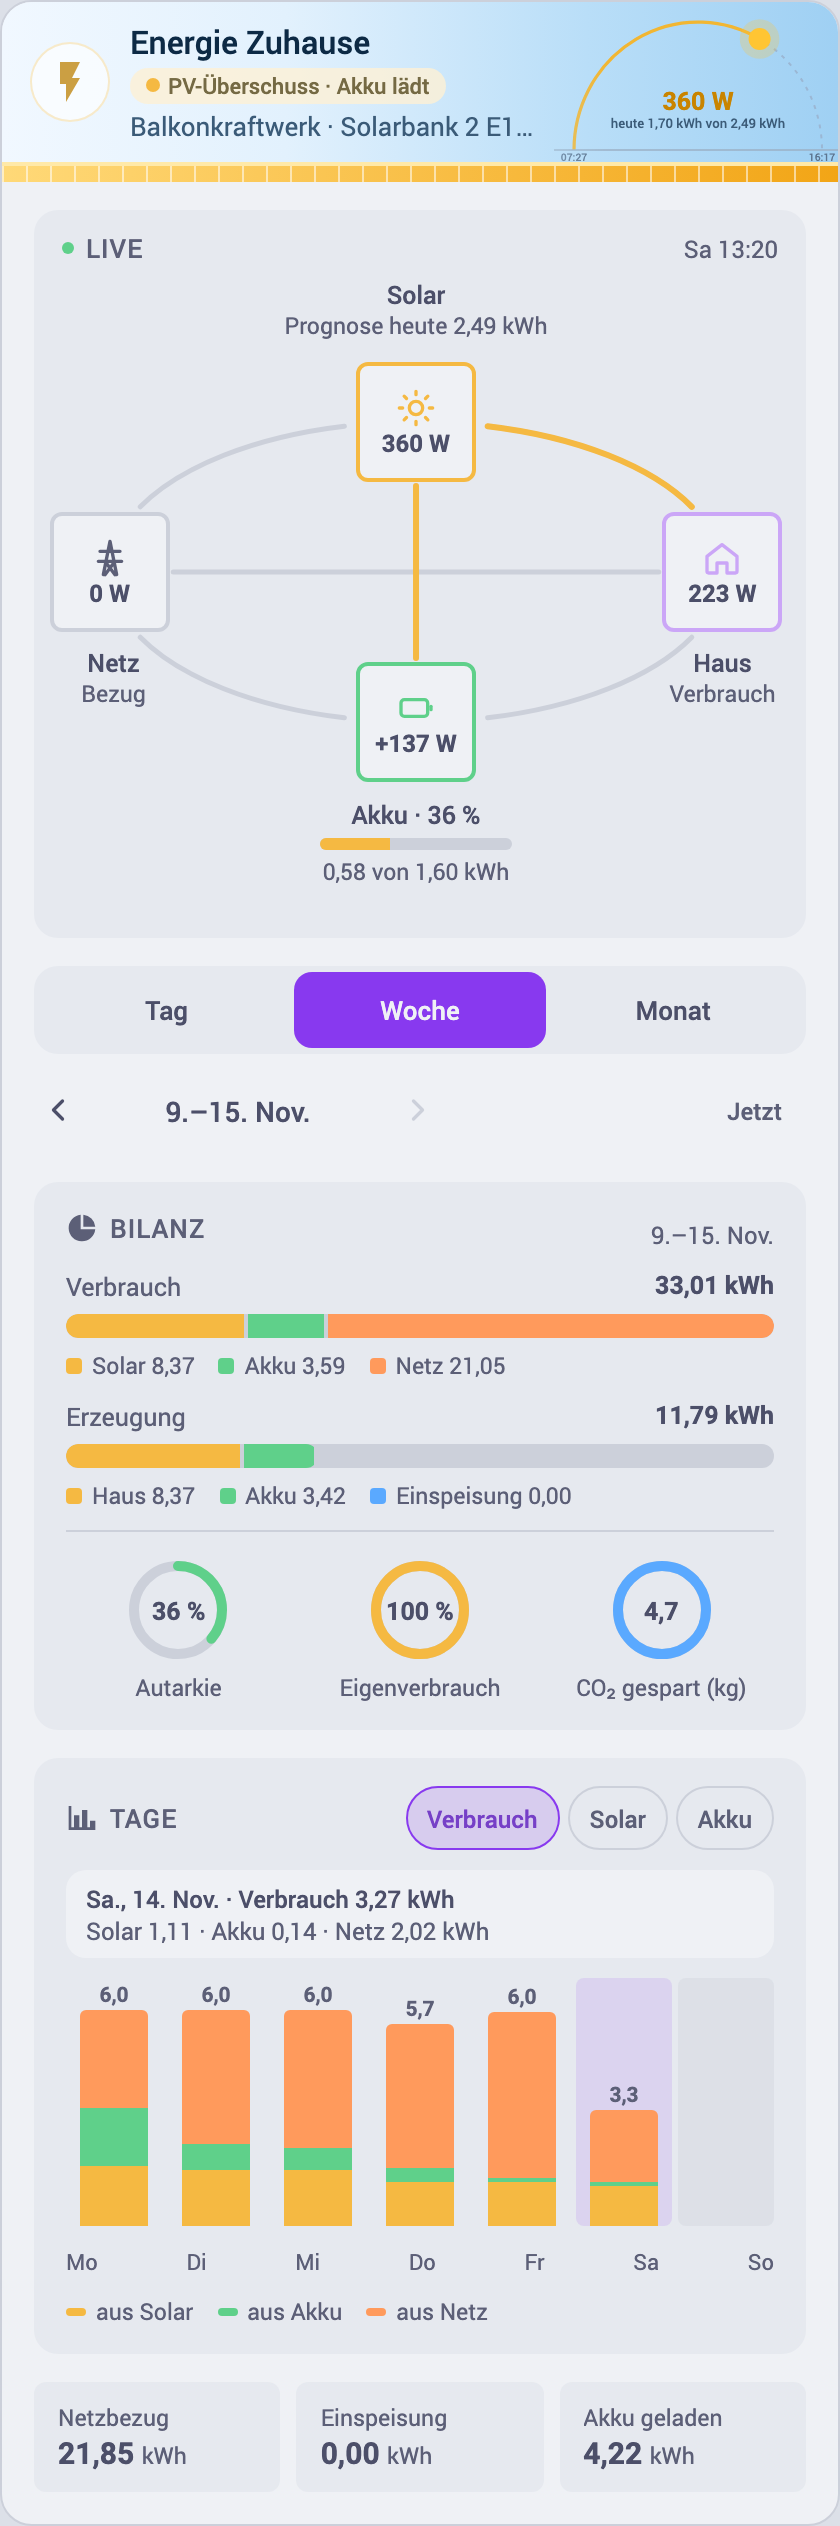 Energie Zuhause
PV-Überschuss · Akku lädt
Balkonkraftwerk · Solarbank 2 E1…
360 W
heute 1,70 kWh von 2,49 kWh
07:27
16:17
LIVE
Sa 13:20
Solar
Prognose heute 2,49 kWh
360 W
0 W
223 W
Netz
Bezug
Haus
Verbrauch
+137 W
Akku · 36 %
0,58 von 1,60 kWh
Tag
Woche
Monat
9.–15. Nov.
Jetzt
BILANZ
9.–15. Nov.
Verbrauch
33,01 kWh
Solar 8,37
Akku 3,59
Netz 21,05
Erzeugung
11,79 kWh
Haus 8,37
Akku 3,42
Einspeisung 0,00
36 %
100 %
4,7
Autarkie
Eigenverbrauch
CO₂ gespart (kg)
TAGE
Verbrauch
Solar
Akku
Sa., 14. Nov. · Verbrauch 3,27 kWh
Solar 1,11 · Akku 0,14 · Netz 2,02 kWh
6,0
6,0
6,0
5,7
6,0
3,3
Mo
Di
Mi
Do
Fr
Sa
So
aus Solar
aus Akku
aus Netz
Netzbezug
21,85 kWh
Einspeisung
0,00 kWh
Akku geladen
4,22 kWh